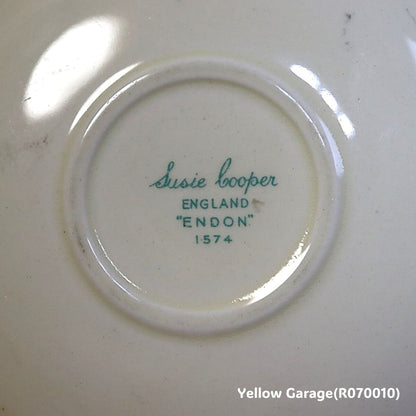 Susie Cooper
ENGLAND
"ENDON"
1574
Yellow Garage(R070010)